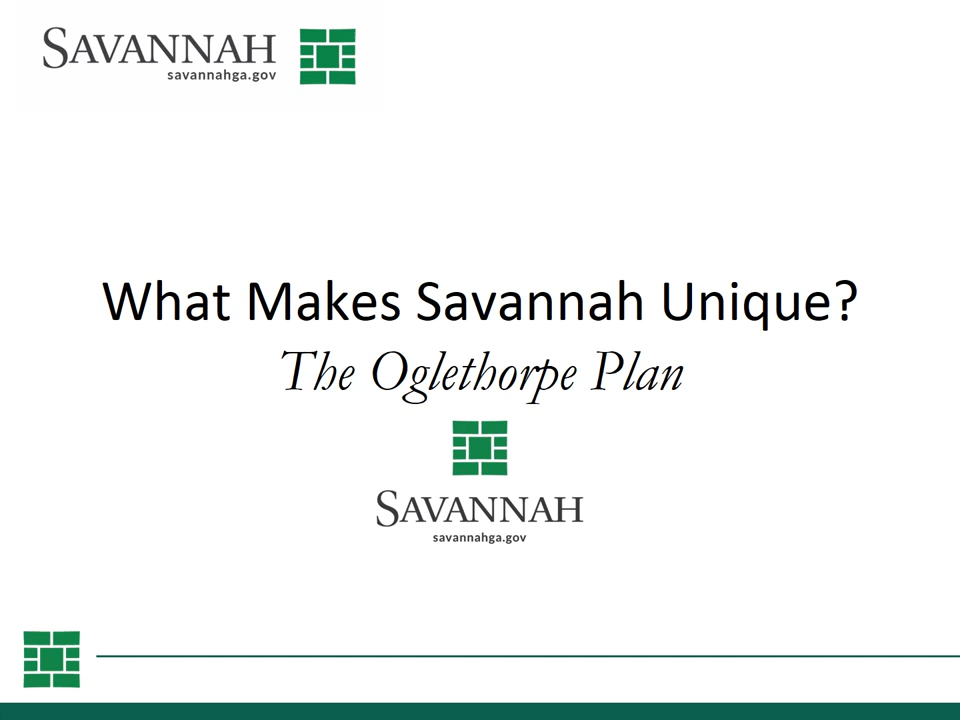 SAVANNAH
savannahga.gov
What Makes Savannah Unique?
The Oglethorpe Plan
SAVANNAH
savannahga.gov